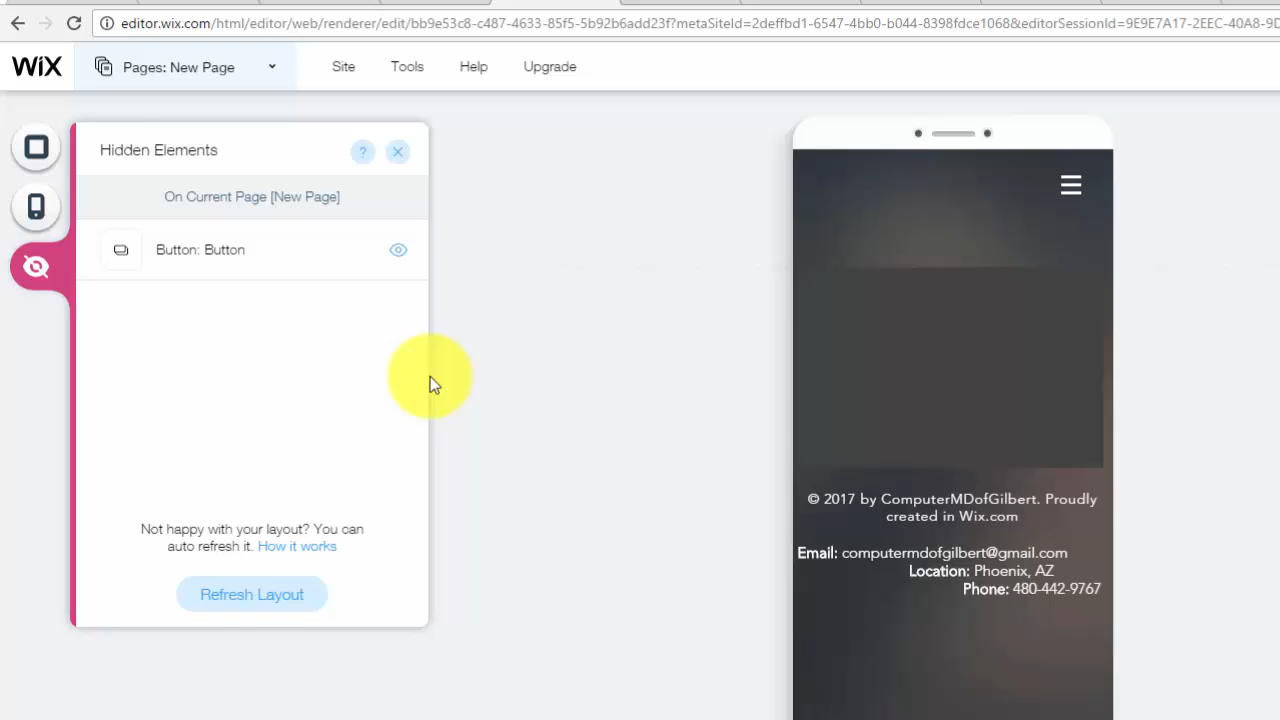 editor.wix.com/html/editor/web/renderer/edit/bb9e53c8-c487-4633-85f5-5b92b6add23f?metaSiteId=2deffbd1-6547-4bb0-b044-8398fdce1068&editorSessionId=9E9E7A17-2EEC-40A8-9D
WiX Pages: New Page Site Tools Help Upgrade
Hidden Elements ?
On Current Page [New Page]
Button: Button
Not happy with your layout? You can
auto refresh it. How it works
Refresh Layout
© 2017 by ComputerMDofGilbert. Proudly
created in Wix.com
Email: computermdofgilbert@gmail.com
Location: Phoenix, AZ
Phone: 480-442-9767